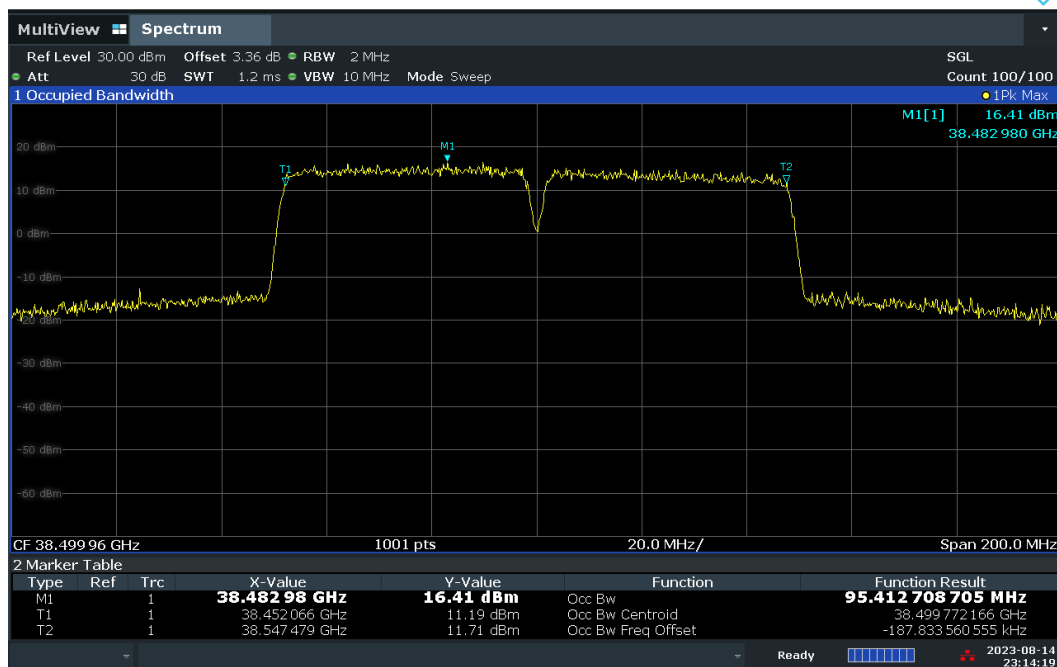 MultiView Spectrum
Ref Level 30.00 dBm Offset 3.36 dB RBW 2 MHz SGL
Att 30 dB SWT 1.2 ms VBW 10 MHz Mode Sweep Count 100/100
1 Occupied Bandwidth 1Pk Max
M1[1] 16.41 dBm
38.482 980 GHz
20 dBm
M1
T1
T2
10 dBm
0 dBm
-10 dBm
-20 dBm
-30 dBm
-40 dBm
-50 dBm
-60 dBm
CF 38.499 96 GHz 1001 pts 20.0 MHz/ Span 200.0 MHz
2 Marker Table
Type Ref Trc X-Value Y-Value Function Function Result
M1 1 38.482 98 GHz 16.41 dBm Occ Bw 95.412 708 705 MHz
T1 1 38.452 066 GHz 11.19 dBm Occ Bw Centroid 38.499 772 166 GHz
T2 1 38.547 479 GHz 11.71 dBm Occ Bw Freq Offset -187.833 560 555 kHz
Ready 2023-08-14
23:14:19